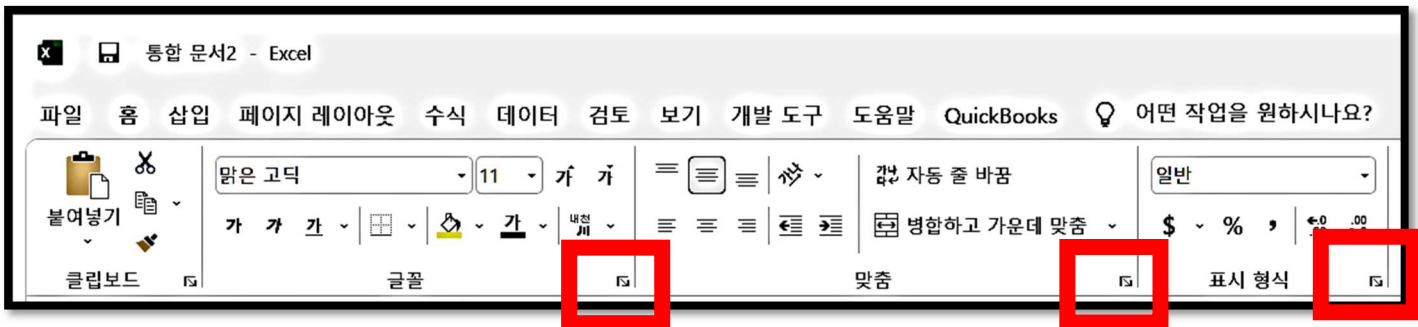 통합 문서2 - Excel
파일 홈 삽입 페이지 레이아웃 수식 데이터 검토 보기 개발 도구 도움말 QuickBooks 어떤 작업을 원하시나요?
맑은 고딕 11 가 가 자동 줄 바꿈 일반
붙여넣기 가 가 가 가 내천 병합하고 가운데 맞춤 $ % , .00
클립보드 글꼴 맞춤 표시 형식